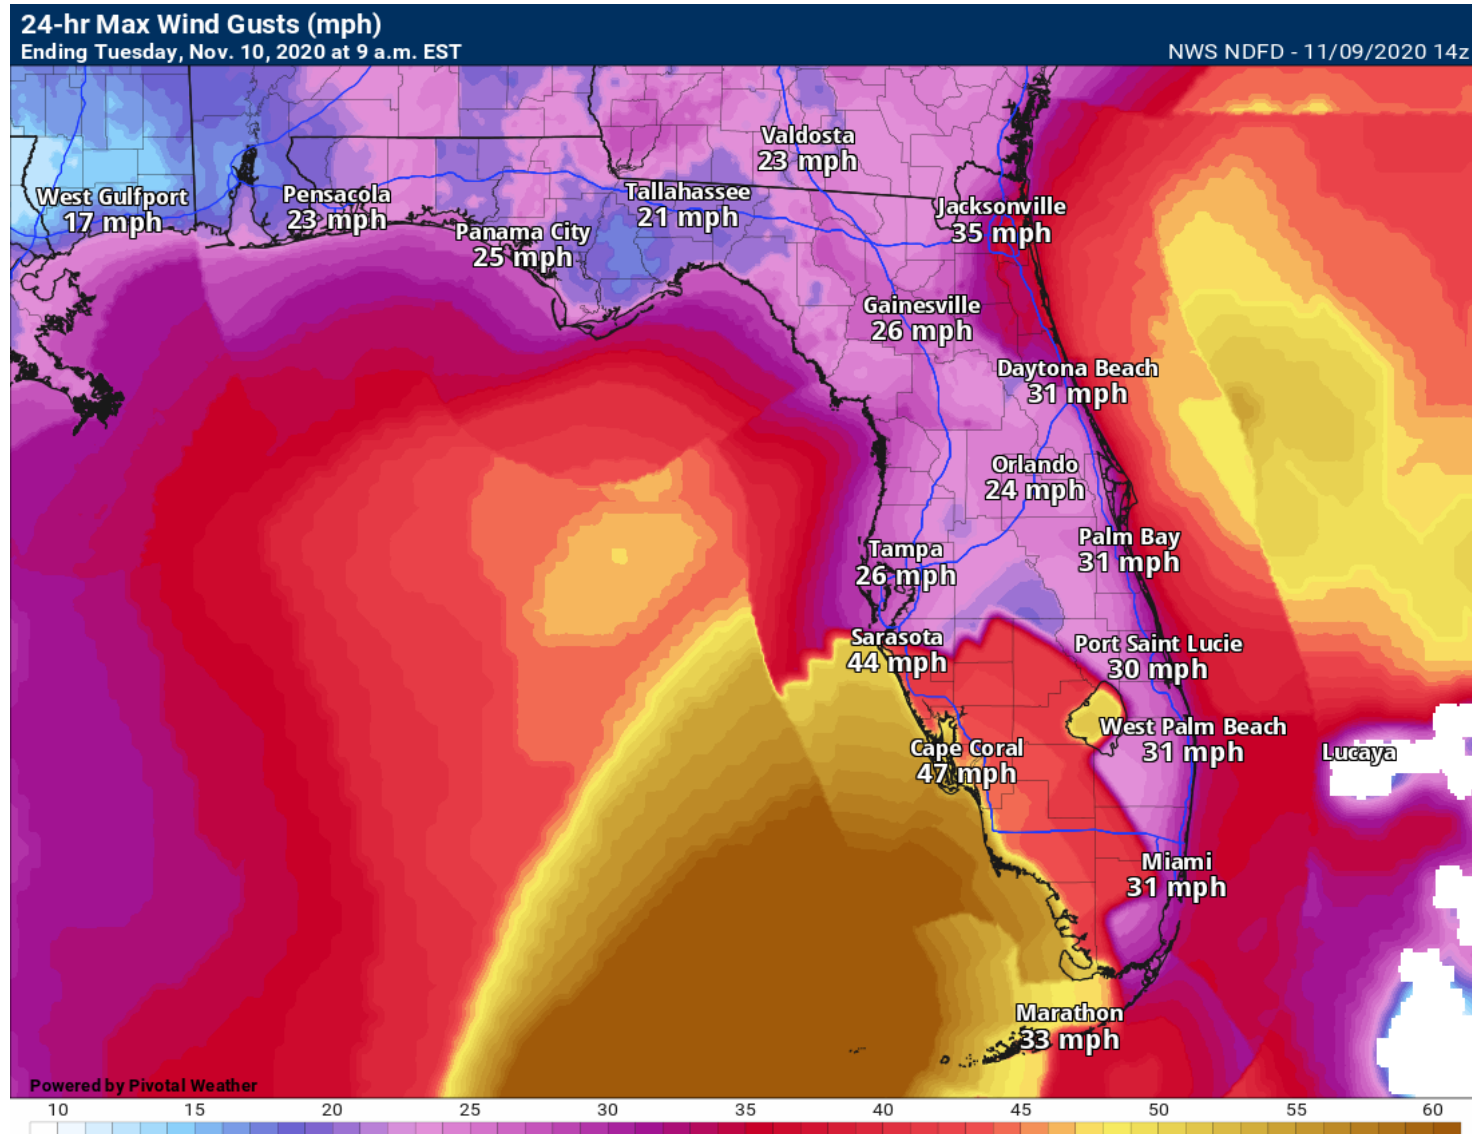 24-hr Max Wind Gusts (mph)
Ending Tuesday, Nov. 10, 2020 at 9 a.m. EST
NWS NDFD - 11/09/2020 14z
Valdosta
23 mph
West Gulfport
17 mph
Pensacola
23 mph
Tallahassee
21 mph
Panama City
25 mph
Jacksonville
35 mph
Gainesville
26 mph
Daytona Beach
31 mph
Orlando
24 mph
Tampa
26 mph
Palm Bay
31 mph
Sarasota
44 mph
Port Saint Lucie
30 mph
West Palm Beach
31 mph
Cape Coral
47 mph
Lucaya
Miami
31 mph
Marathon
33 mph
Powered by Pivotal Weather
10 15 20 25 30 35 40 45 50 55 60